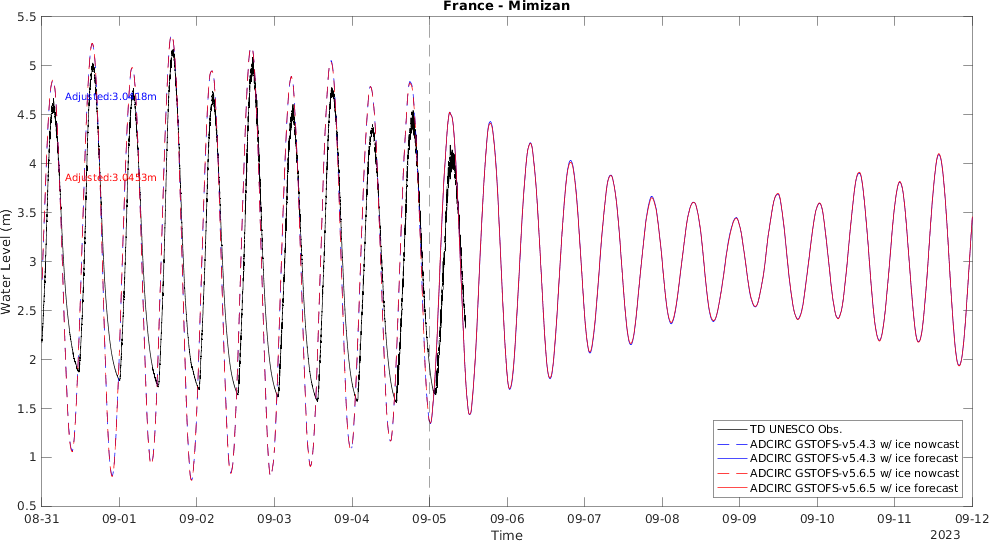 France - Mimizan
5.5
5
4.5
4
3.5
3
2.5
2
1.5
1
0.5
Water Level (m)
Adjusted:3.0418m
Adjusted:3.0453m
TD UNESCO Obs.
ADCIRC GSTOFS-v5.4.3 w/ ice nowcast
ADCIRC GSTOFS-v5.4.3 w/ ice forecast
ADCIRC GSTOFS-v5.6.5 w/ ice nowcast
ADCIRC GSTOFS-v5.6.5 w/ ice forecast
08-31 09-01 09-02 09-03 09-04 09-05 09-06 09-07 09-08 09-09 09-10 09-11 09-12
Time
2023